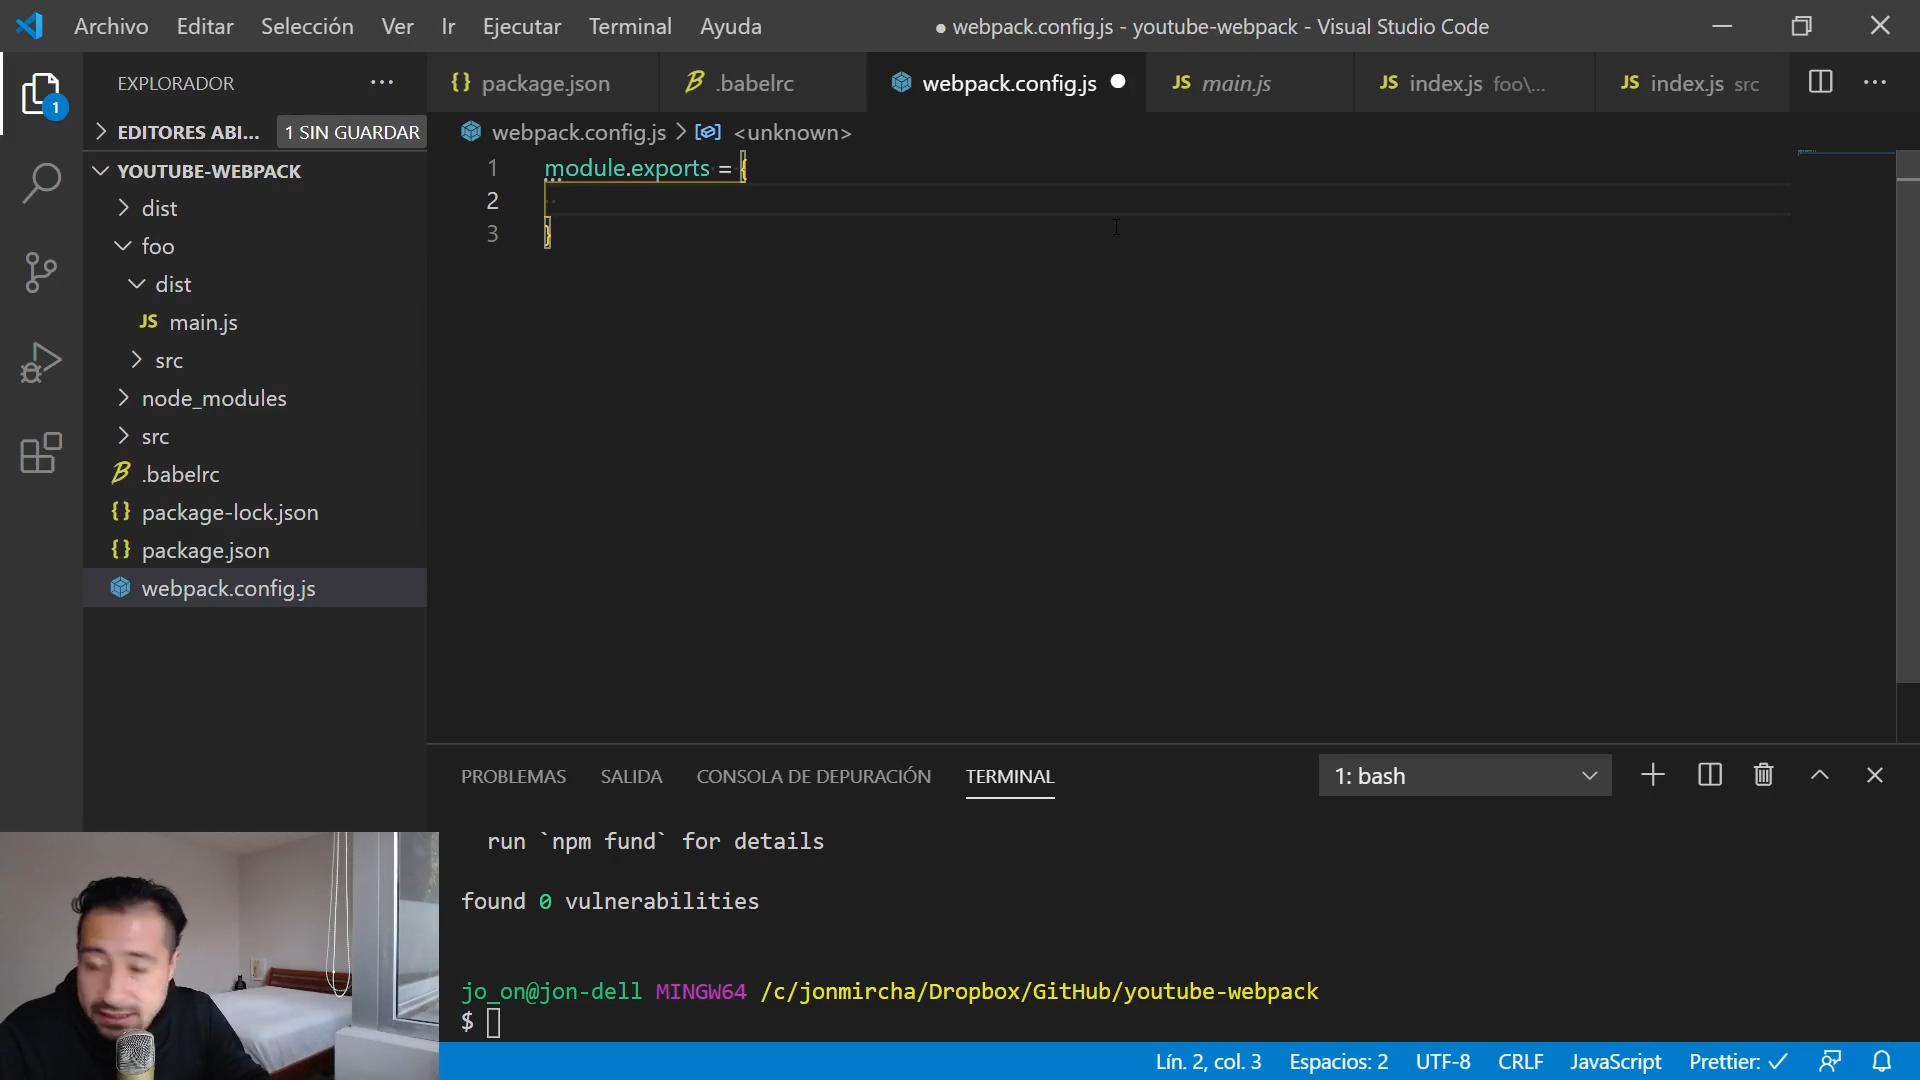 Archivo Editar Selección Ver Ir Ejecutar Terminal Ayuda
● webpack.config.js - youtube-webpack - Visual Studio Code
EXPLORADOR
EDITORES ABI... 1 SIN GUARDAR
YOUTUBE-WEBPACK
dist
foo
dist
JS main.js
src
node_modules
src
.babelrc
{} package-lock.json
{} package.json
webpack.config.js
1
{} package.json
.babelrc
webpack.config.js
JS main.js
JS index.js foo\...
JS index.js src
webpack.config.js > <unknown>
1 module.exports = {
2
3 }
PROBLEMAS SALIDA CONSOLA DE DEPURACIÓN TERMINAL
1: bash
run `npm fund` for details
found 0 vulnerabilities
jo_on@jon-dell MINGW64 /c/jonmircha/Dropbox/GitHub/youtube-webpack
$
Lín. 2, col. 3 Espacios: 2 UTF-8 CRLF JavaScript Prettier: ✓